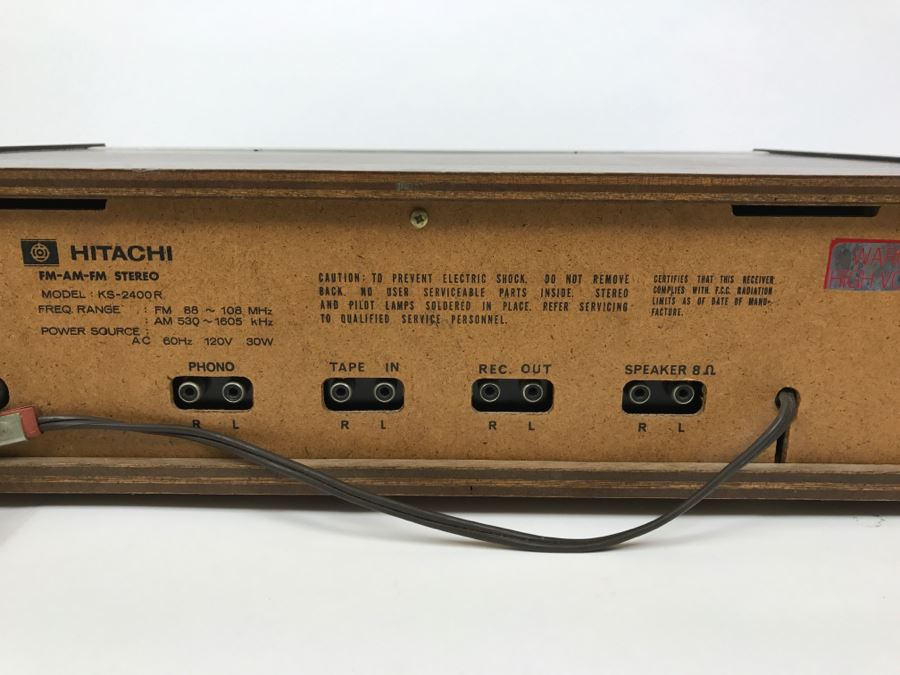 HITACHI
FM-AM-FM STEREO
MODEL : KS-2400R
FREQ. RANGE : FM 88 ~ 108 MHz
: AM 530 ~ 1605 kHz
POWER SOURCE :
AC 60Hz 120V 30W
CAUTION: TO PREVENT ELECTRIC SHOCK. DO NOT REMOVE
BACK. NO USER SERVICEABLE PARTS INSIDE. STEREO
AND PILOT LAMPS SOLDERED IN PLACE. REFER SERVICING
TO QUALIFIED SERVICE PERSONNEL.
CERTIFIES THAT THIS RECEIVER
COMPLIES WITH F.C.C. RADIATION
LIMITS AS OF DATE OF MANU-
FACTURE.
HIGH
PHONO
R L
TAPE IN
R L
REC. OUT
R L
SPEAKER 8Ω
R L